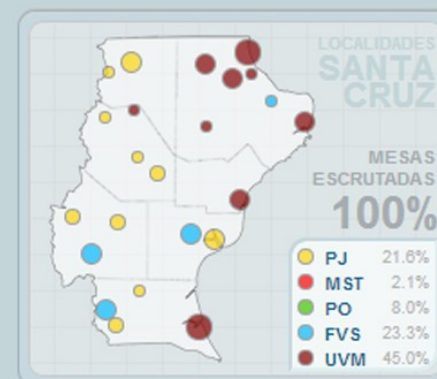 LOCALIDADES
SANTA
CRUZ
MESAS
ESCRUTADAS
100%
PJ 21.6%
MST 2.1%
PO 8.0%
FVS 23.3%
UVM 45.0%